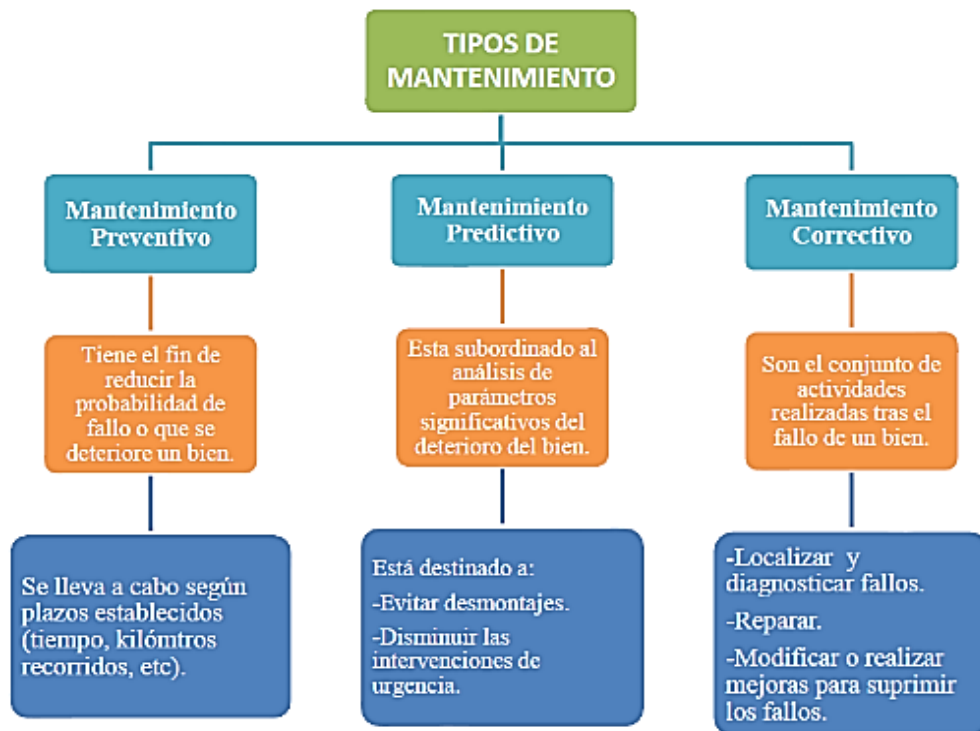 TIPOS DE
MANTENIMIENTO
Mantenimiento
Preventivo
Tiene el fin de
reducir la
probabilidad de
fallo o que se
deteriore un bien.
Se lleva a cabo según
plazos establecidos
(tiempo, kilómtros
recorridos, etc).
Mantenimiento
Predictivo
Esta subordinado al
análisis de
parámetros
significativos del
deterioro del bien.
Está destinado a:
-Evitar desmontajes.
-Disminuir las
intervenciones de
urgencia.
Mantenimiento
Correctivo
Son el conjunto de
actividades
realizadas tras el
fallo de un bien.
-Localizar y
diagnosticar fallos.
-Reparar.
-Modificar o realizar
mejoras para suprimir
los fallos.